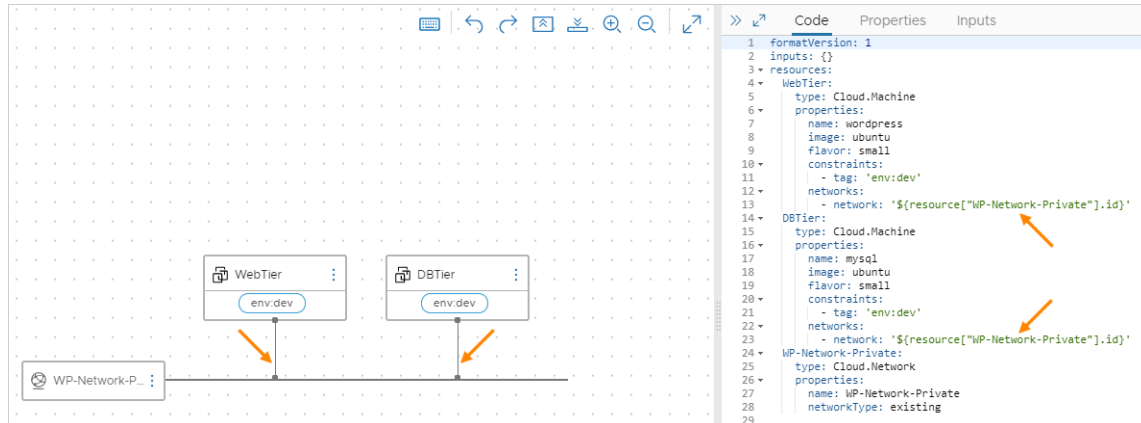 Code Properties Inputs
1 formatVersion: 1
2 inputs: {}
3 resources:
4 WebTier:
5 type: Cloud.Machine
6 properties:
7 name: wordpress
8 image: ubuntu
9 flavor: small
10 constraints:
11 - tag: 'env:dev'
12 networks:
13 - network: '${resource["WP-Network-Private"].id}'
14 DBTier:
15 type: Cloud.Machine
16 properties:
17 name: mysql
18 image: ubuntu
19 flavor: small
20 constraints:
21 - tag: 'env:dev'
22 networks:
23 - network: '${resource["WP-Network-Private"].id}'
24 WP-Network-Private:
25 type: Cloud.Network
26 properties:
27 name: WP-Network-Private
28 networkType: existing
29
WebTier
env:dev
DBTier
env:dev
WP-Network-P...